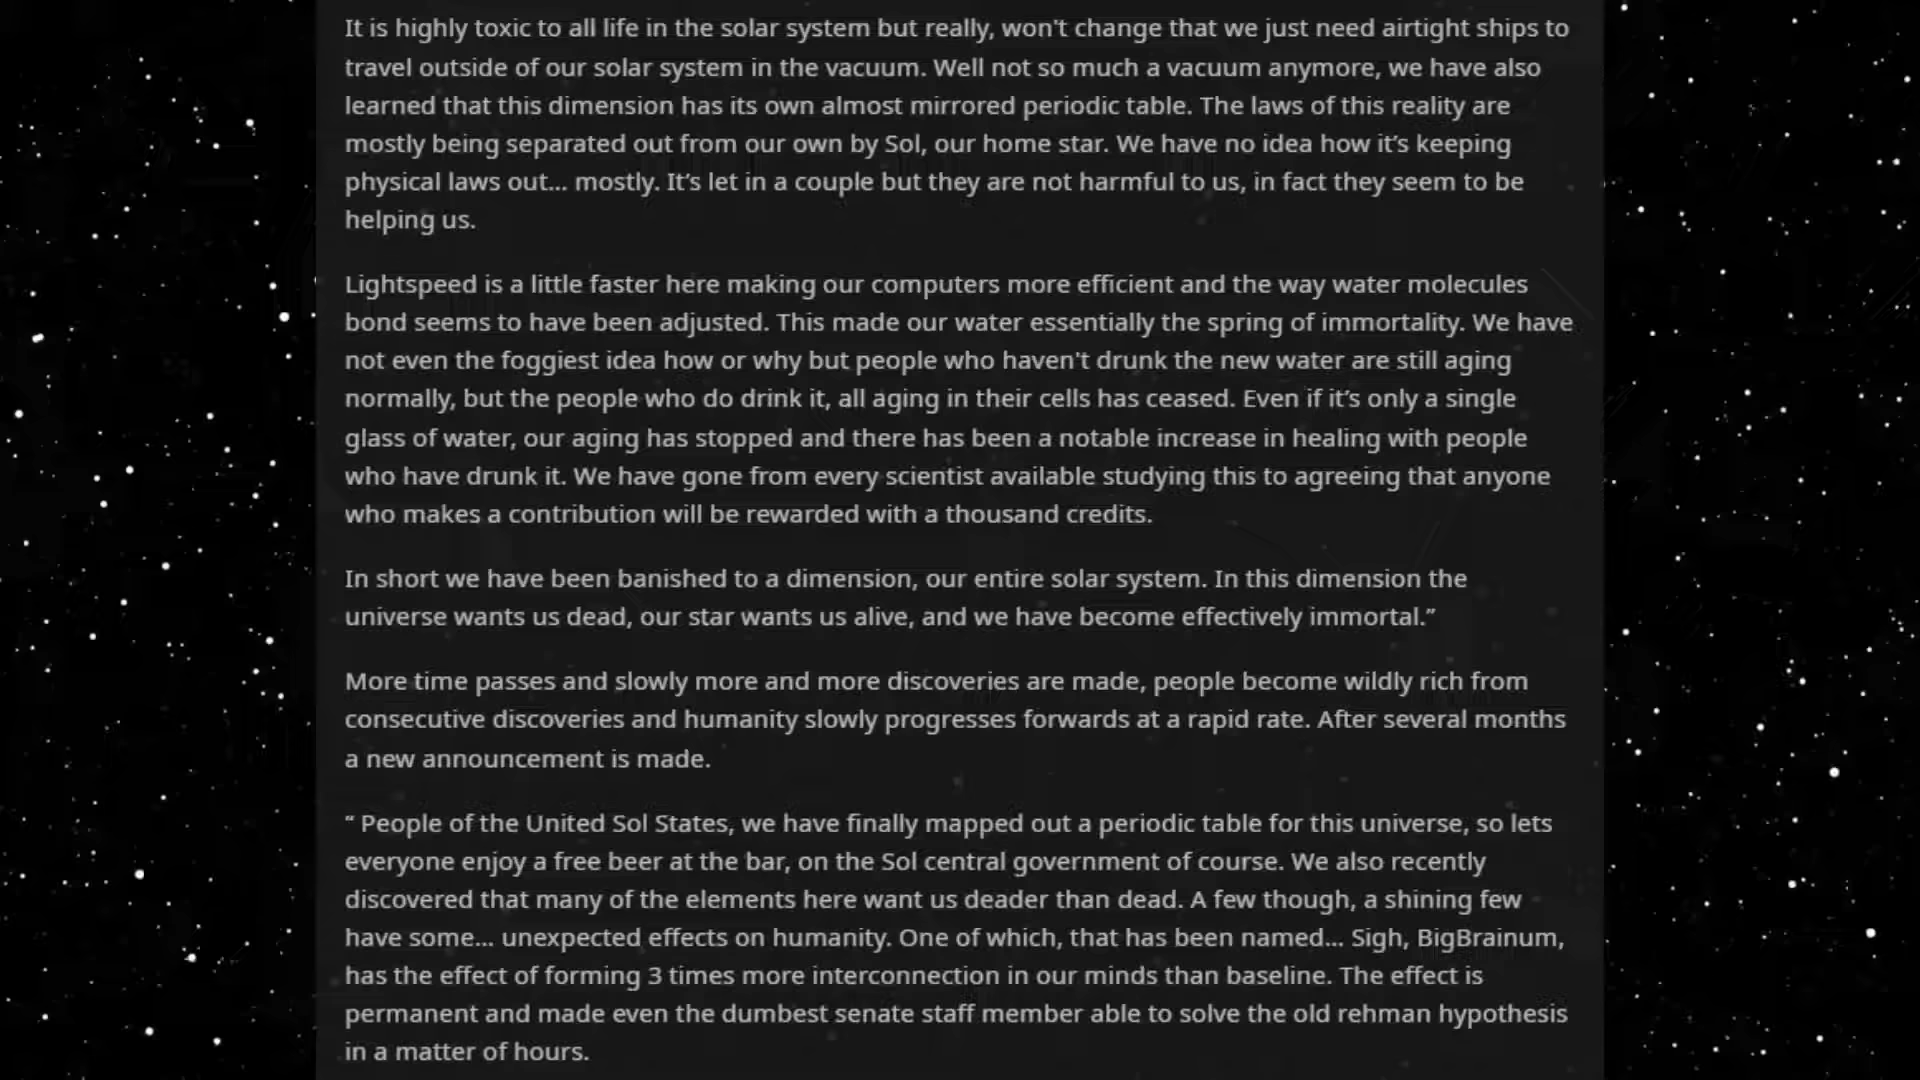 It is highly toxic to all life in the solar system but really, won't change that we just need airtight ships to
travel outside of our solar system in the vacuum. Well not so much a vacuum anymore, we have also
learned that this dimension has its own almost mirrored periodic table. The laws of this reality are
mostly being separated out from our own by Sol, our home star. We have no idea how it’s keeping
physical laws out... mostly. It’s let in a couple but they are not harmful to us, in fact they seem to be
helping us.
Lightspeed is a little faster here making our computers more efficient and the way water molecules
bond seems to have been adjusted. This made our water essentially the spring of immortality. We have
not even the foggiest idea how or why but people who haven't drunk the new water are still aging
normally, but the people who do drink it, all aging in their cells has ceased. Even if it’s only a single
glass of water, our aging has stopped and there has been a notable increase in healing with people
who have drunk it. We have gone from every scientist available studying this to agreeing that anyone
who makes a contribution will be rewarded with a thousand credits.
In short we have been banished to a dimension, our entire solar system. In this dimension the
universe wants us dead, our star wants us alive, and we have become effectively immortal.”
More time passes and slowly more and more discoveries are made, people become wildly rich from
consecutive discoveries and humanity slowly progresses forwards at a rapid rate. After several months
a new announcement is made.
“ People of the United Sol States, we have finally mapped out a periodic table for this universe, so lets
everyone enjoy a free beer at the bar, on the Sol central government of course. We also recently
discovered that many of the elements here want us deader than dead. A few though, a shining few
have some... unexpected effects on humanity. One of which, that has been named... Sigh, BigBrainum,
has the effect of forming 3 times more interconnection in our minds than baseline. The effect is
permanent and made even the dumbest senate staff member able to solve the old rehman hypothesis
in a matter of hours.